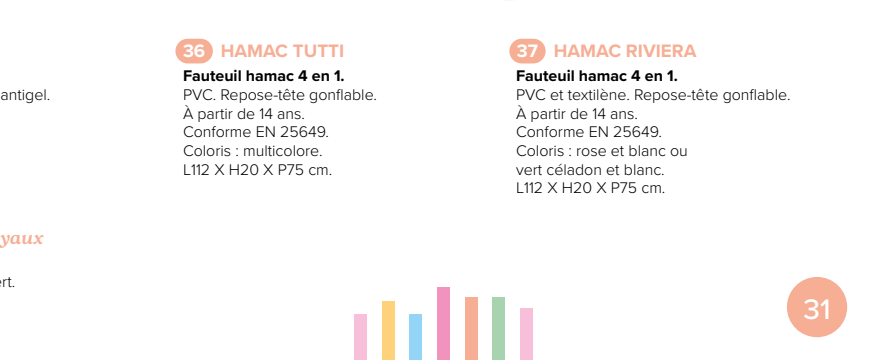 antigel.
yaux
rt.
36 HAMAC TUTTI
Fauteuil hamac 4 en 1.
PVC. Repose-tête gonflable.
À partir de 14 ans.
Conforme EN 25649.
Coloris : multicolore.
L112 X H20 X P75 cm.
37 HAMAC RIVIERA
Fauteuil hamac 4 en 1.
PVC et textilène. Repose-tête gonflable.
À partir de 14 ans.
Conforme EN 25649.
Coloris : rose et blanc ou
vert céladon et blanc.
L112 X H20 X P75 cm.
31